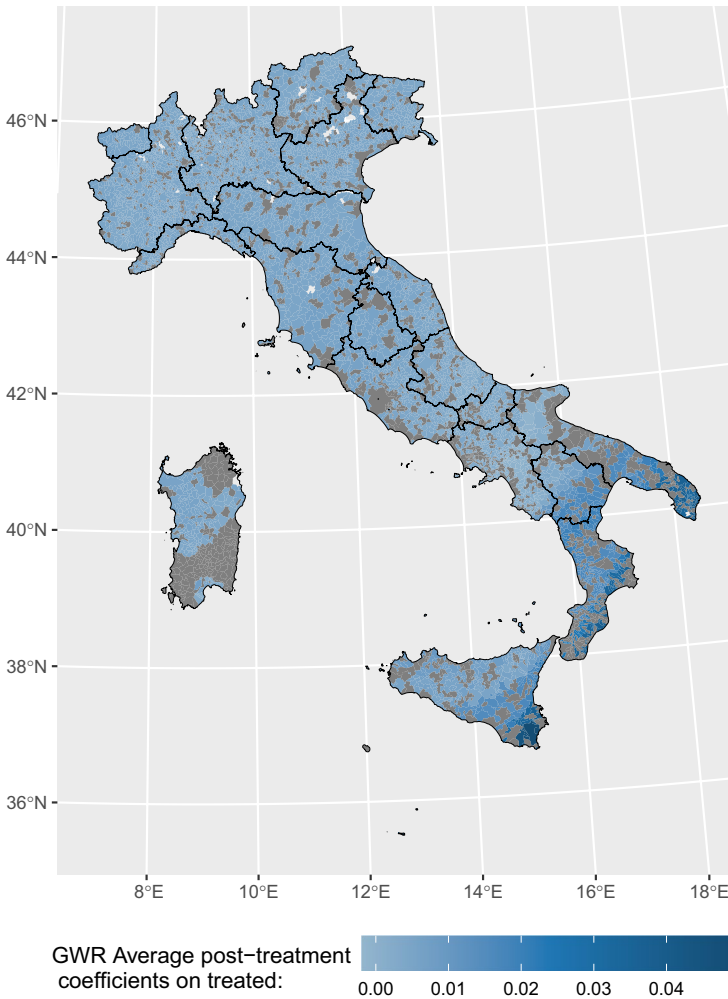 46°N
44°N
42°N
40°N
38°N
36°N
8°E 10°E 12°E 14°E 16°E 18°E
GWR Average post−treatment
coefficients on treated:
0.00 0.01 0.02 0.03 0.04